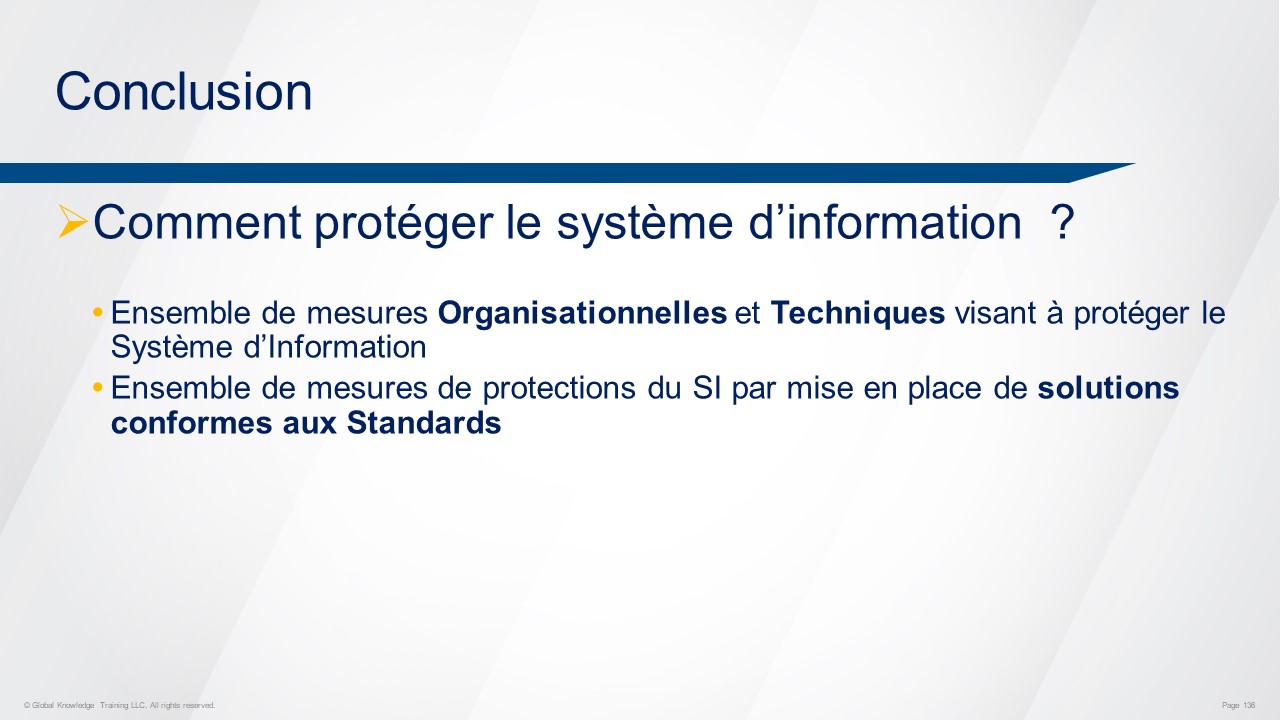 Conclusion
Comment protéger le système d’information  ?
Ensemble de mesures Organisationnelles et Techniques visant à protéger le
Système d’Information
Ensemble de mesures de protections du SI par mise en place de solutions
conformes aux Standards
© Global Knowledge Training LLC. All rights reserved.
Page 136